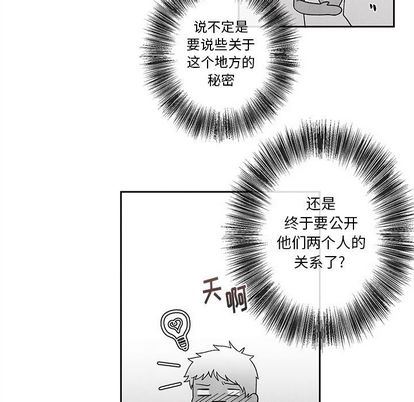 说不定是
要说些关于
这个地方的
秘密
还是
终于要公开
他们两个人的
关系了?
天啊